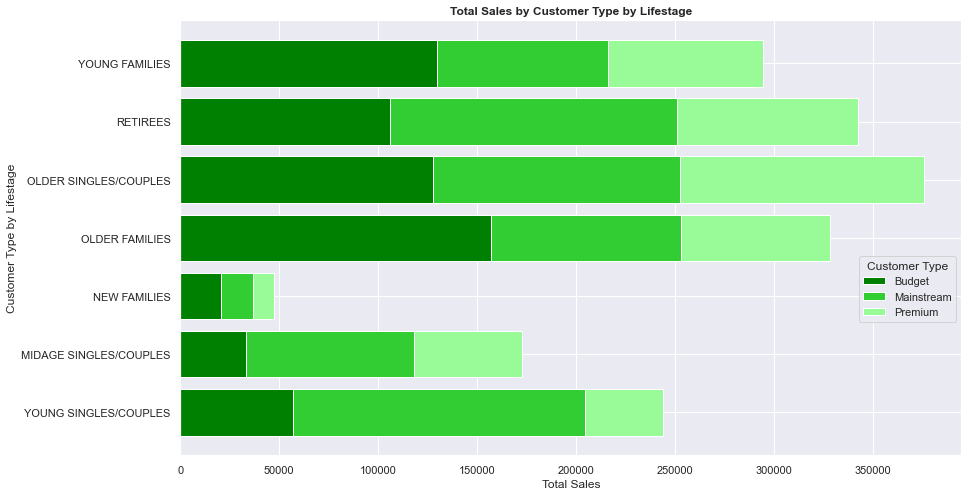 Total Sales by Customer Type by Lifestage
Customer Type by Lifestage
YOUNG FAMILIES
RETIREES
OLDER SINGLES/COUPLES
OLDER FAMILIES
NEW FAMILIES
MIDAGE SINGLES/COUPLES
YOUNG SINGLES/COUPLES
Customer Type
Budget
Mainstream
Premium
0 50000 100000 150000 200000 250000 300000 350000
Total Sales